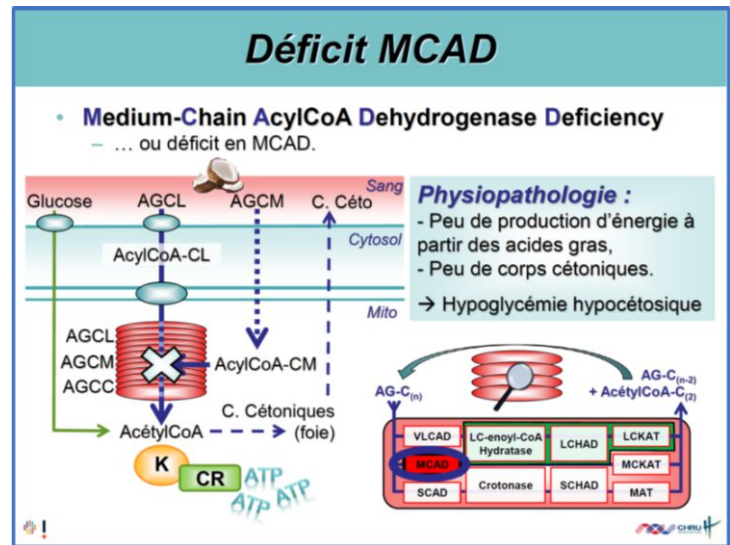 Déficit MCAD
• Medium-Chain AcylCoA Dehydrogenase Deficiency
– … ou déficit en MCAD.
Glucose AGCL AGCM C. Céto Sang
Cytosol
AcylCoA-CL
Mito
AGCL
AGCM
AGCC
AcylCoA-CM
AcétylCoA
C. Cétoniques
(foie)
K
CR
ATP
ATP
ATP
ATP
Physiopathologie :
- Peu de production d’énergie à
partir des acides gras,
- Peu de corps cétoniques.
→ Hypoglycémie hypocétosique
AG-C(n)
AG-C(n-2)
+ AcétylCoA-C(2)
VLCAD LC-enoyl-CoA Hydratase LCHAD LCKAT
MCAD MCKAT
SCAD Crotonase SCHAD MAT
!
CHRU